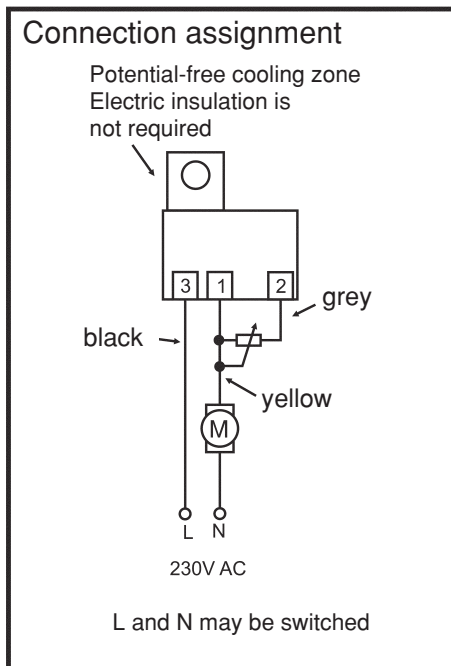 Connection assignment
Potential-free cooling zone
Electric insulation is
not required
3 1 2
grey
black
yellow
M
L N
230V AC
L and N may be switched